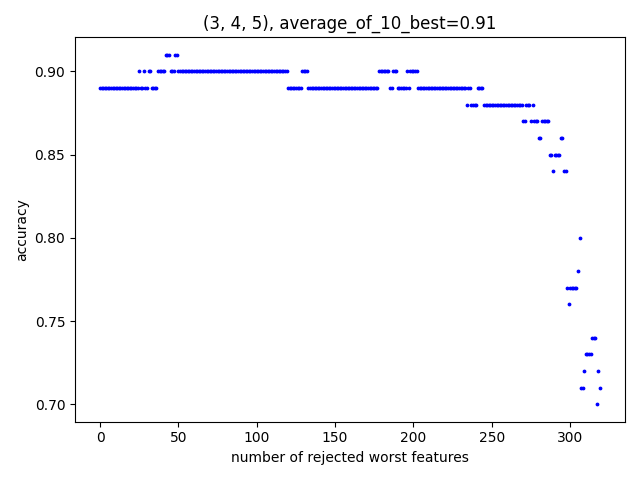 (3, 4, 5), average_of_10_best=0.91
accuracy
0.90
0.85
0.80
0.75
0.70
0 50 100 150 200 250 300
number of rejected worst features